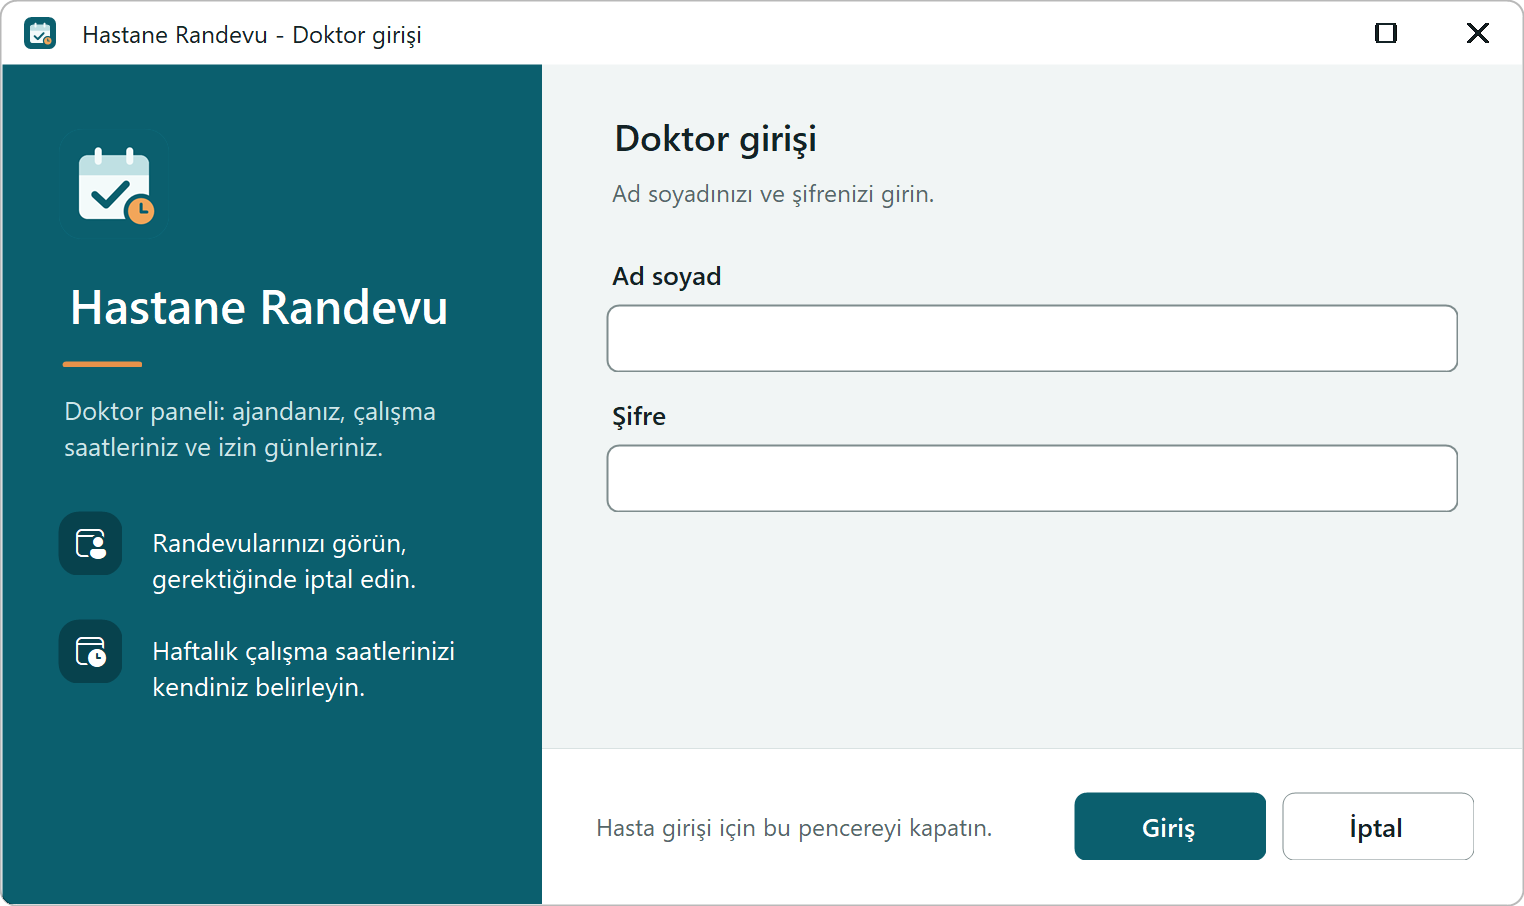 Hastane Randevu - Doktor girişi
Hastane Randevu
Doktor paneli: ajandanız, çalışma
saatleriniz ve izin günleriniz.
Randevularınızı görün,
gerektiğinde iptal edin.
Haftalık çalışma saatlerinizi
kendiniz belirleyin.
Doktor girişi
Ad soyadınızı ve şifrenizi girin.
Ad soyad
Şifre
Hasta girişi için bu pencereyi kapatın.
Giriş
İptal